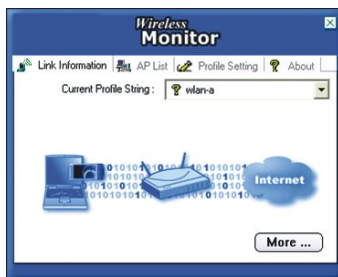 Wireless
Monitor
Link Information AP List Profile Setting ? About
Current Profile String : ? wlan-a
Internet
More ...